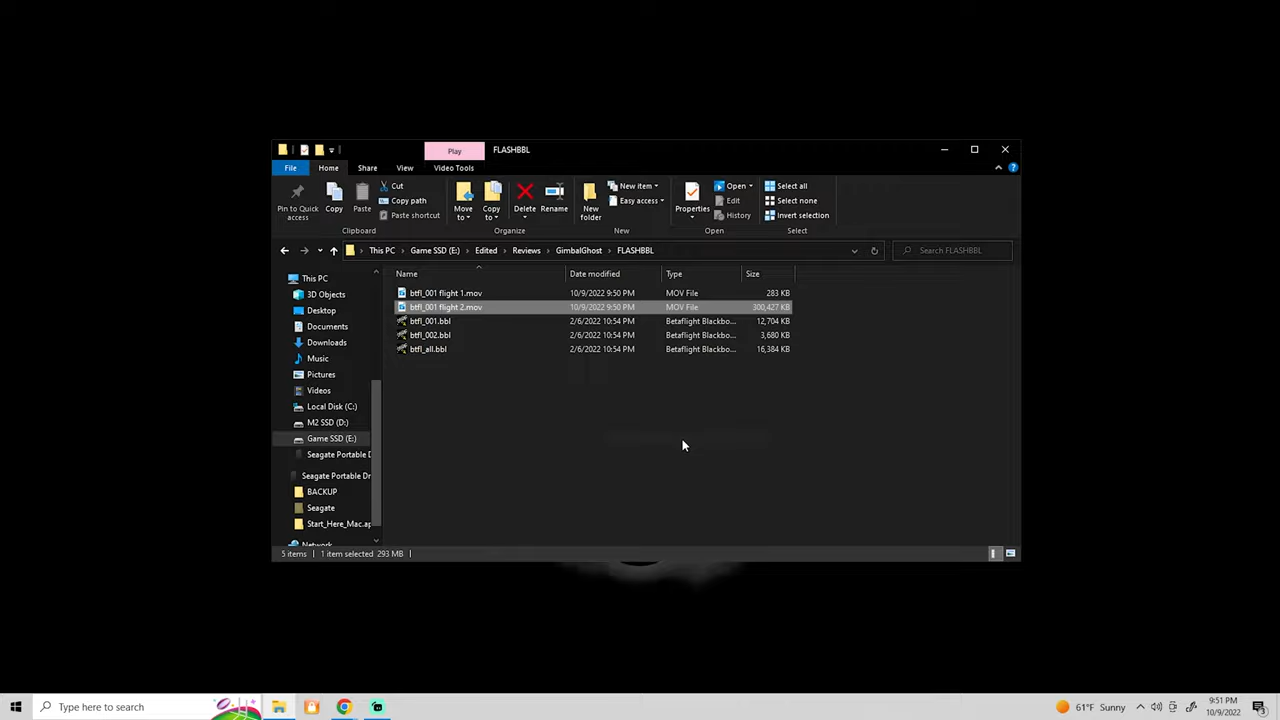 Play
FLASHBBL
File
Home
Share
View
Video Tools
Pin to Quick access
Copy
Paste
Cut
Copy path
Paste shortcut
Clipboard
Move to
Copy to
Delete
Rename
Organize
New folder
New item
Easy access
New
Properties
Open
Edit
History
Open
Select all
Select none
Invert selection
Select
This PC > Game SSD (E:) > Edited > Reviews > GimbalGhost > FLASHBBL
Search FLASHBBL
This PC
3D Objects
Desktop
Documents
Downloads
Music
Pictures
Videos
Local Disk (C:)
M2 SSD (D:)
Game SSD (E:)
Seagate Portable D
Seagate Portable Dr
BACKUP
Seagate
Start_Here_Mac.ap
Network
Name Date modified Type Size
btfl_001 flight 1.mov 10/9/2022 9:50 PM MOV File 283 KB
btfl_001 flight 2.mov 10/9/2022 9:50 PM MOV File 300,427 KB
btfl_001.bbl 2/6/2022 10:54 PM Betaflight Blackbo... 12,704 KB
btfl_002.bbl 2/6/2022 10:54 PM Betaflight Blackbo... 3,680 KB
btfl_all.bbl 2/6/2022 10:54 PM Betaflight Blackbo... 16,384 KB
5 items 1 item selected 293 MB
Type here to search
61°F Sunny
9:51 PM
10/9/2022
3